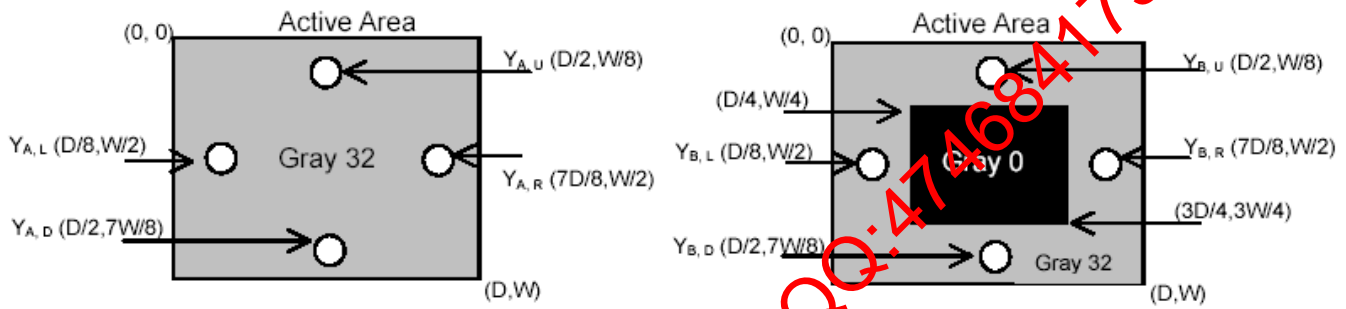 Active Area
(0, 0)
YA, U (D/2,W/8)
YA, L (D/8,W/2)
Gray 32
YA, R (7D/8,W/2)
YA, D (D/2,7W/8)
(D,W)
Active Area
(0, 0)
YB, U (D/2,W/8)
(D/4,W/4)
YB, L (D/8,W/2)
Gray 0
YB, R (7D/8,W/2)
(3D/4,3W/4)
YB, D (D/2,7W/8)
Gray 32
(D,W)
QQ:47468417